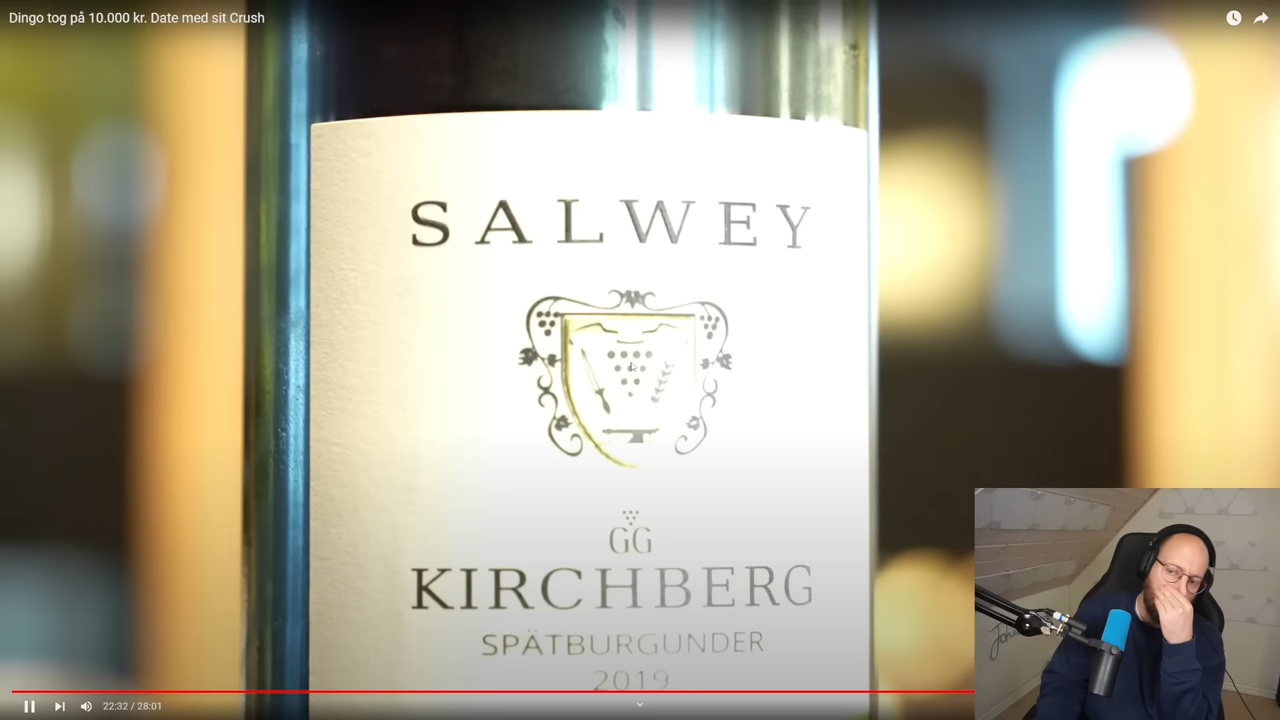 Dingo tog på 10.000 kr. Date med sit Crush
SALWEY
GG
KIRCHBERG
SPÄTBURGUNDER
2019
22:32 / 28:01